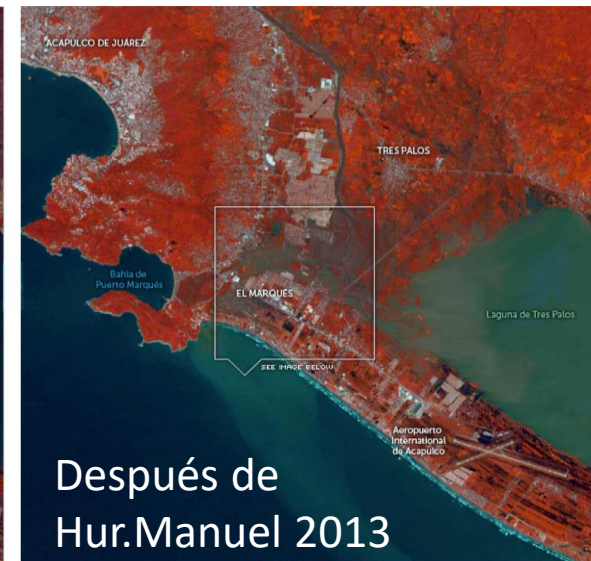 ACAPULCO DE JUÁREZ
TRES PALOS
Bahía de
Puerto Marqués
EL MARQUÉS
Laguna de Tres Palos
SEE IMAGE BELOW
Aeropuerto
International
de Acapulco
Después de
Hur.Manuel 2013